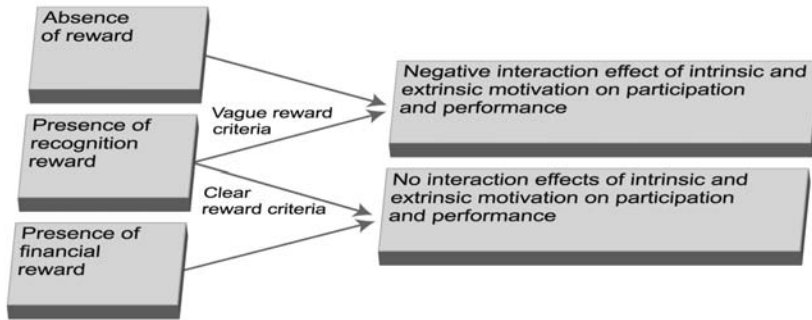 Absence
of reward
Negative interaction effect of intrinsic and
extrinsic motivation on participation
and performance
Vague reward
criteria
Presence of
recognition
reward
Clear
reward criteria
No interaction effects of intrinsic and
extrinsic motivation on participation
and performance
Presence of
financial
reward